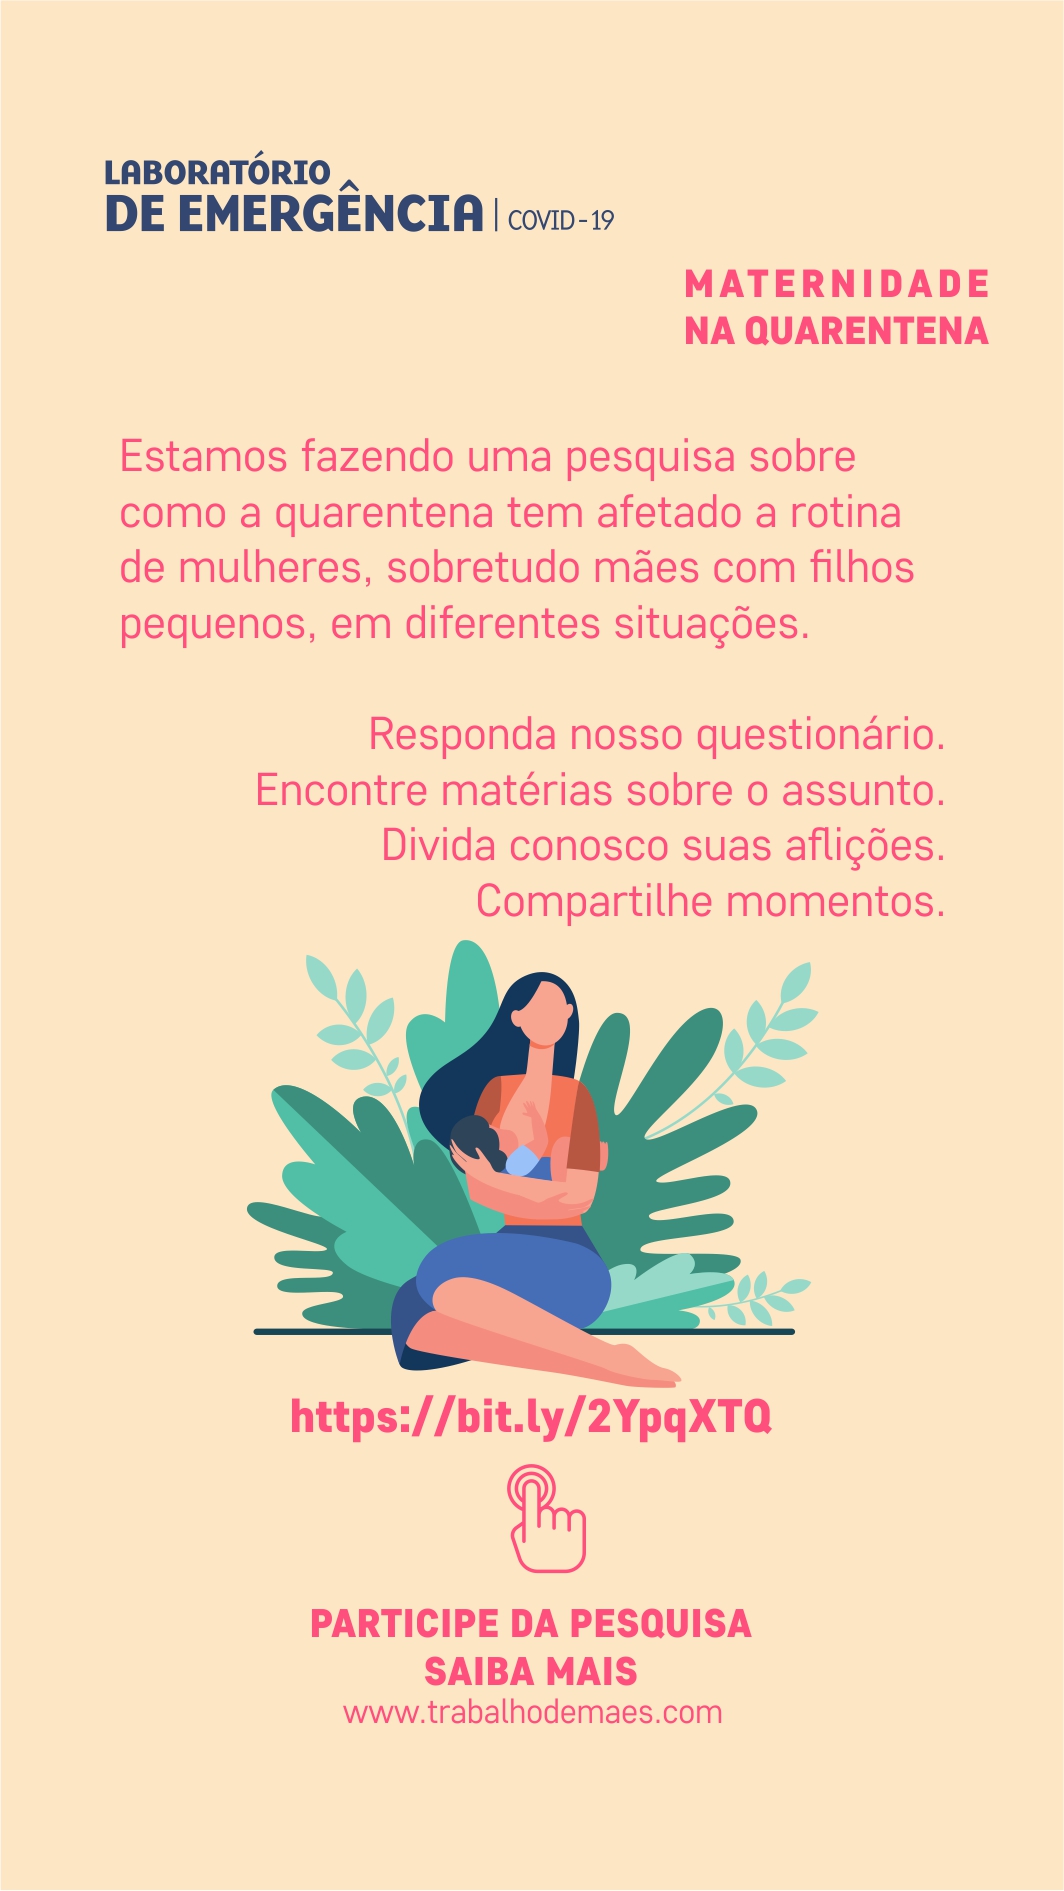 LABORATÓRIO
DE EMERGÊNCIA | COVID-19
MATERNIDADE
NA QUARENTENA
Estamos fazendo uma pesquisa sobre
como a quarentena tem afetado a rotina
de mulheres, sobretudo mães com filhos
pequenos, em diferentes situações.
Responda nosso questionário.
Encontre matérias sobre o assunto.
Divida conosco suas aflições.
Compartilhe momentos.
https://bit.ly/2YpqXTQ
PARTICIPE DA PESQUISA
SAIBA MAIS
www.trabalhodemaes.com